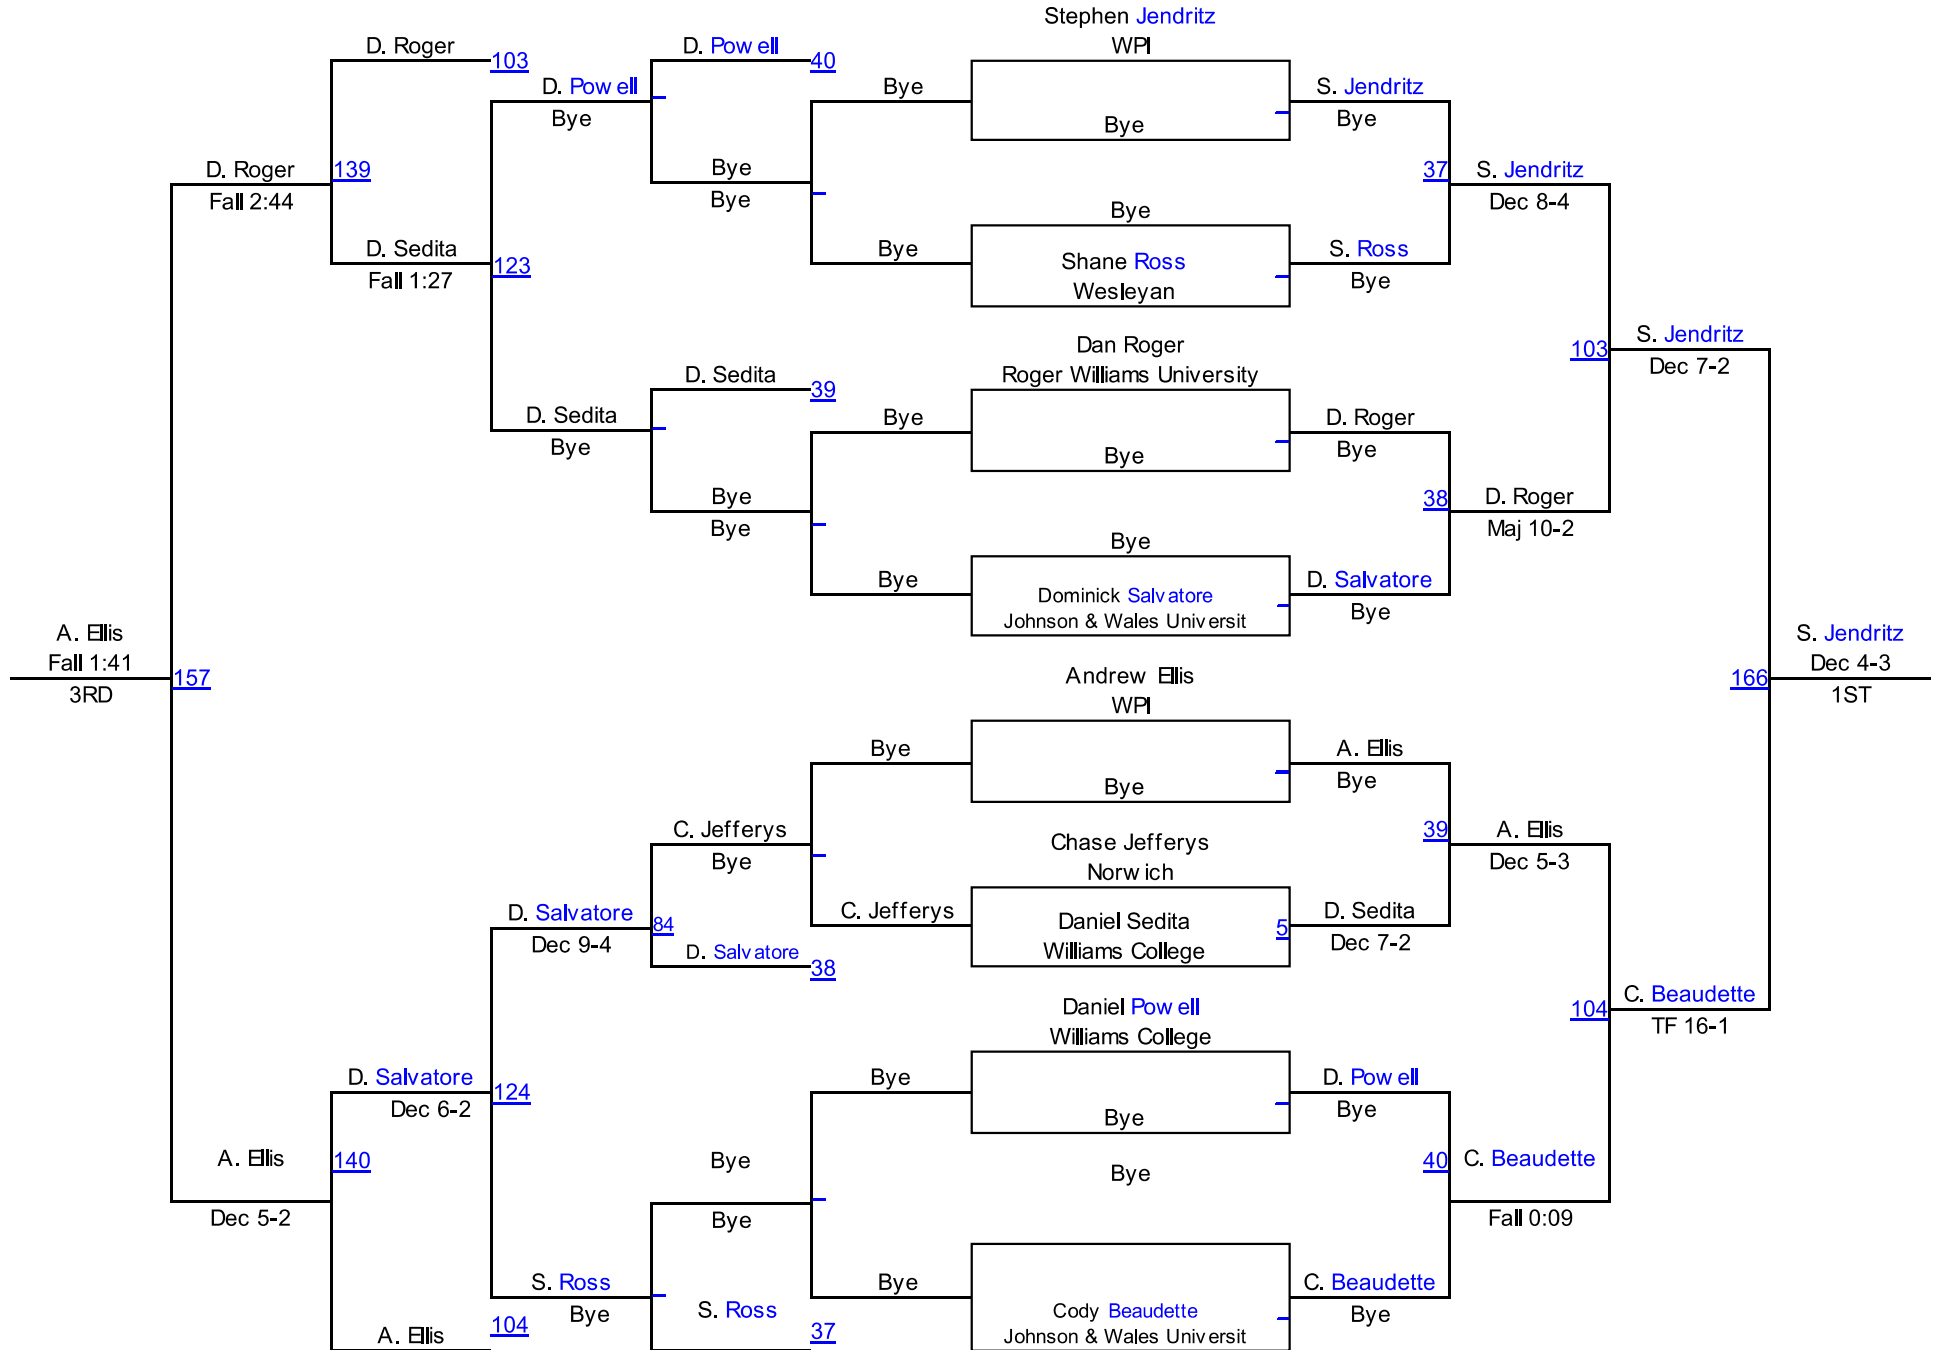 Stephen Jendritz
D. Roger
D. Powell
WPI
103
40
D. Powell
Bye
S. Jendritz
Bye
Bye
Bye
D. Roger
139
Bye
37
S. Jendritz
Fall 2:44
Bye
Dec 8-4
Bye
D. Sedita
Bye
S. Ross
Fall 1:27
123
Shane Ross
Bye
Wesleyan
Dan Roger
103
S. Jendritz
D. Sedita
Roger Williams University
Dec 7-2
39
D. Sedita
Bye
D. Roger
Bye
Bye
Bye
Bye
38
D. Roger
Bye
Maj 10-2
Bye
Bye
D. Salvatore
Dominick Salvatore
Bye
Johnson & Wales Universit
A. Ellis
S. Jendritz
Fall 1:41
157
Andrew Ellis
166
Dec 4-3
3RD
WPI
1ST
Bye
A. Ellis
Bye
Bye
C. Jefferys
Chase Jefferys
39
A. Ellis
Bye
Norwich
Dec 5-3
D. Salvatore
84
C. Jefferys
Daniel Sedita
5
D. Sedita
Dec 9-4
D. Salvatore
38
Williams College
Dec 7-2
Daniel Powell
104
C. Beaudette
Williams College
TF 16-1
D. Salvatore
124
Bye
D. Powell
Dec 6-2
Bye
Bye
A. Ellis
140
Bye
Bye
40
C. Beaudette
Dec 5-2
Bye
Fall 0:09
S. Ross
Bye
C. Beaudette
Bye
S. Ross
Cody Beaudette
Bye
A. Ellis
104
37
Johnson & Wales Universit